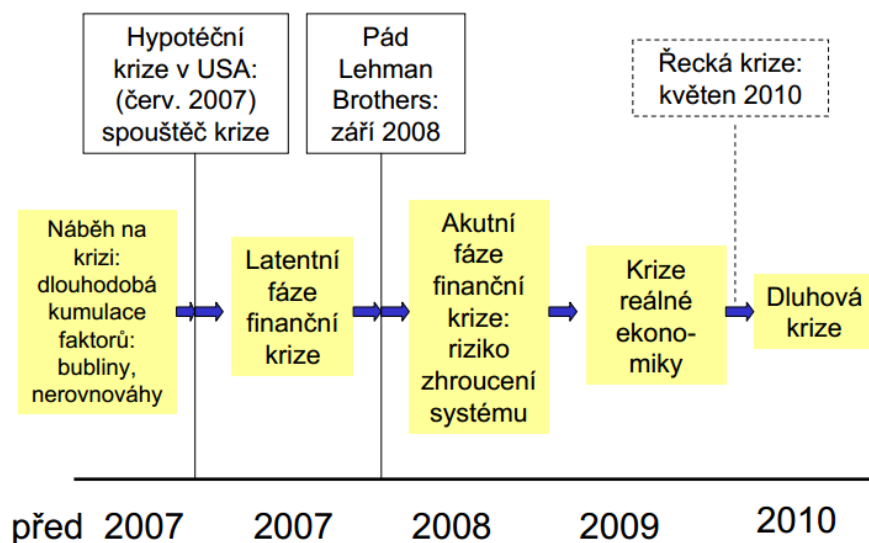 Hypotéční
krize v USA:
(červ. 2007)
spouštěč krize
Pád
Lehman
Brothers:
září 2008
Řecká krize:
květen 2010
Náběh na
krizi:
dlouhodobá
kumulace
faktorů:
bubliny,
nerovnováhy
Latentní
fáze
finanční
krize
Akutní
fáze
finanční
krize:
riziko
zhroucení
systému
Krize
reálné
ekono-
miky
Dluhová
krize
před 2007 2007 2008 2009 2010